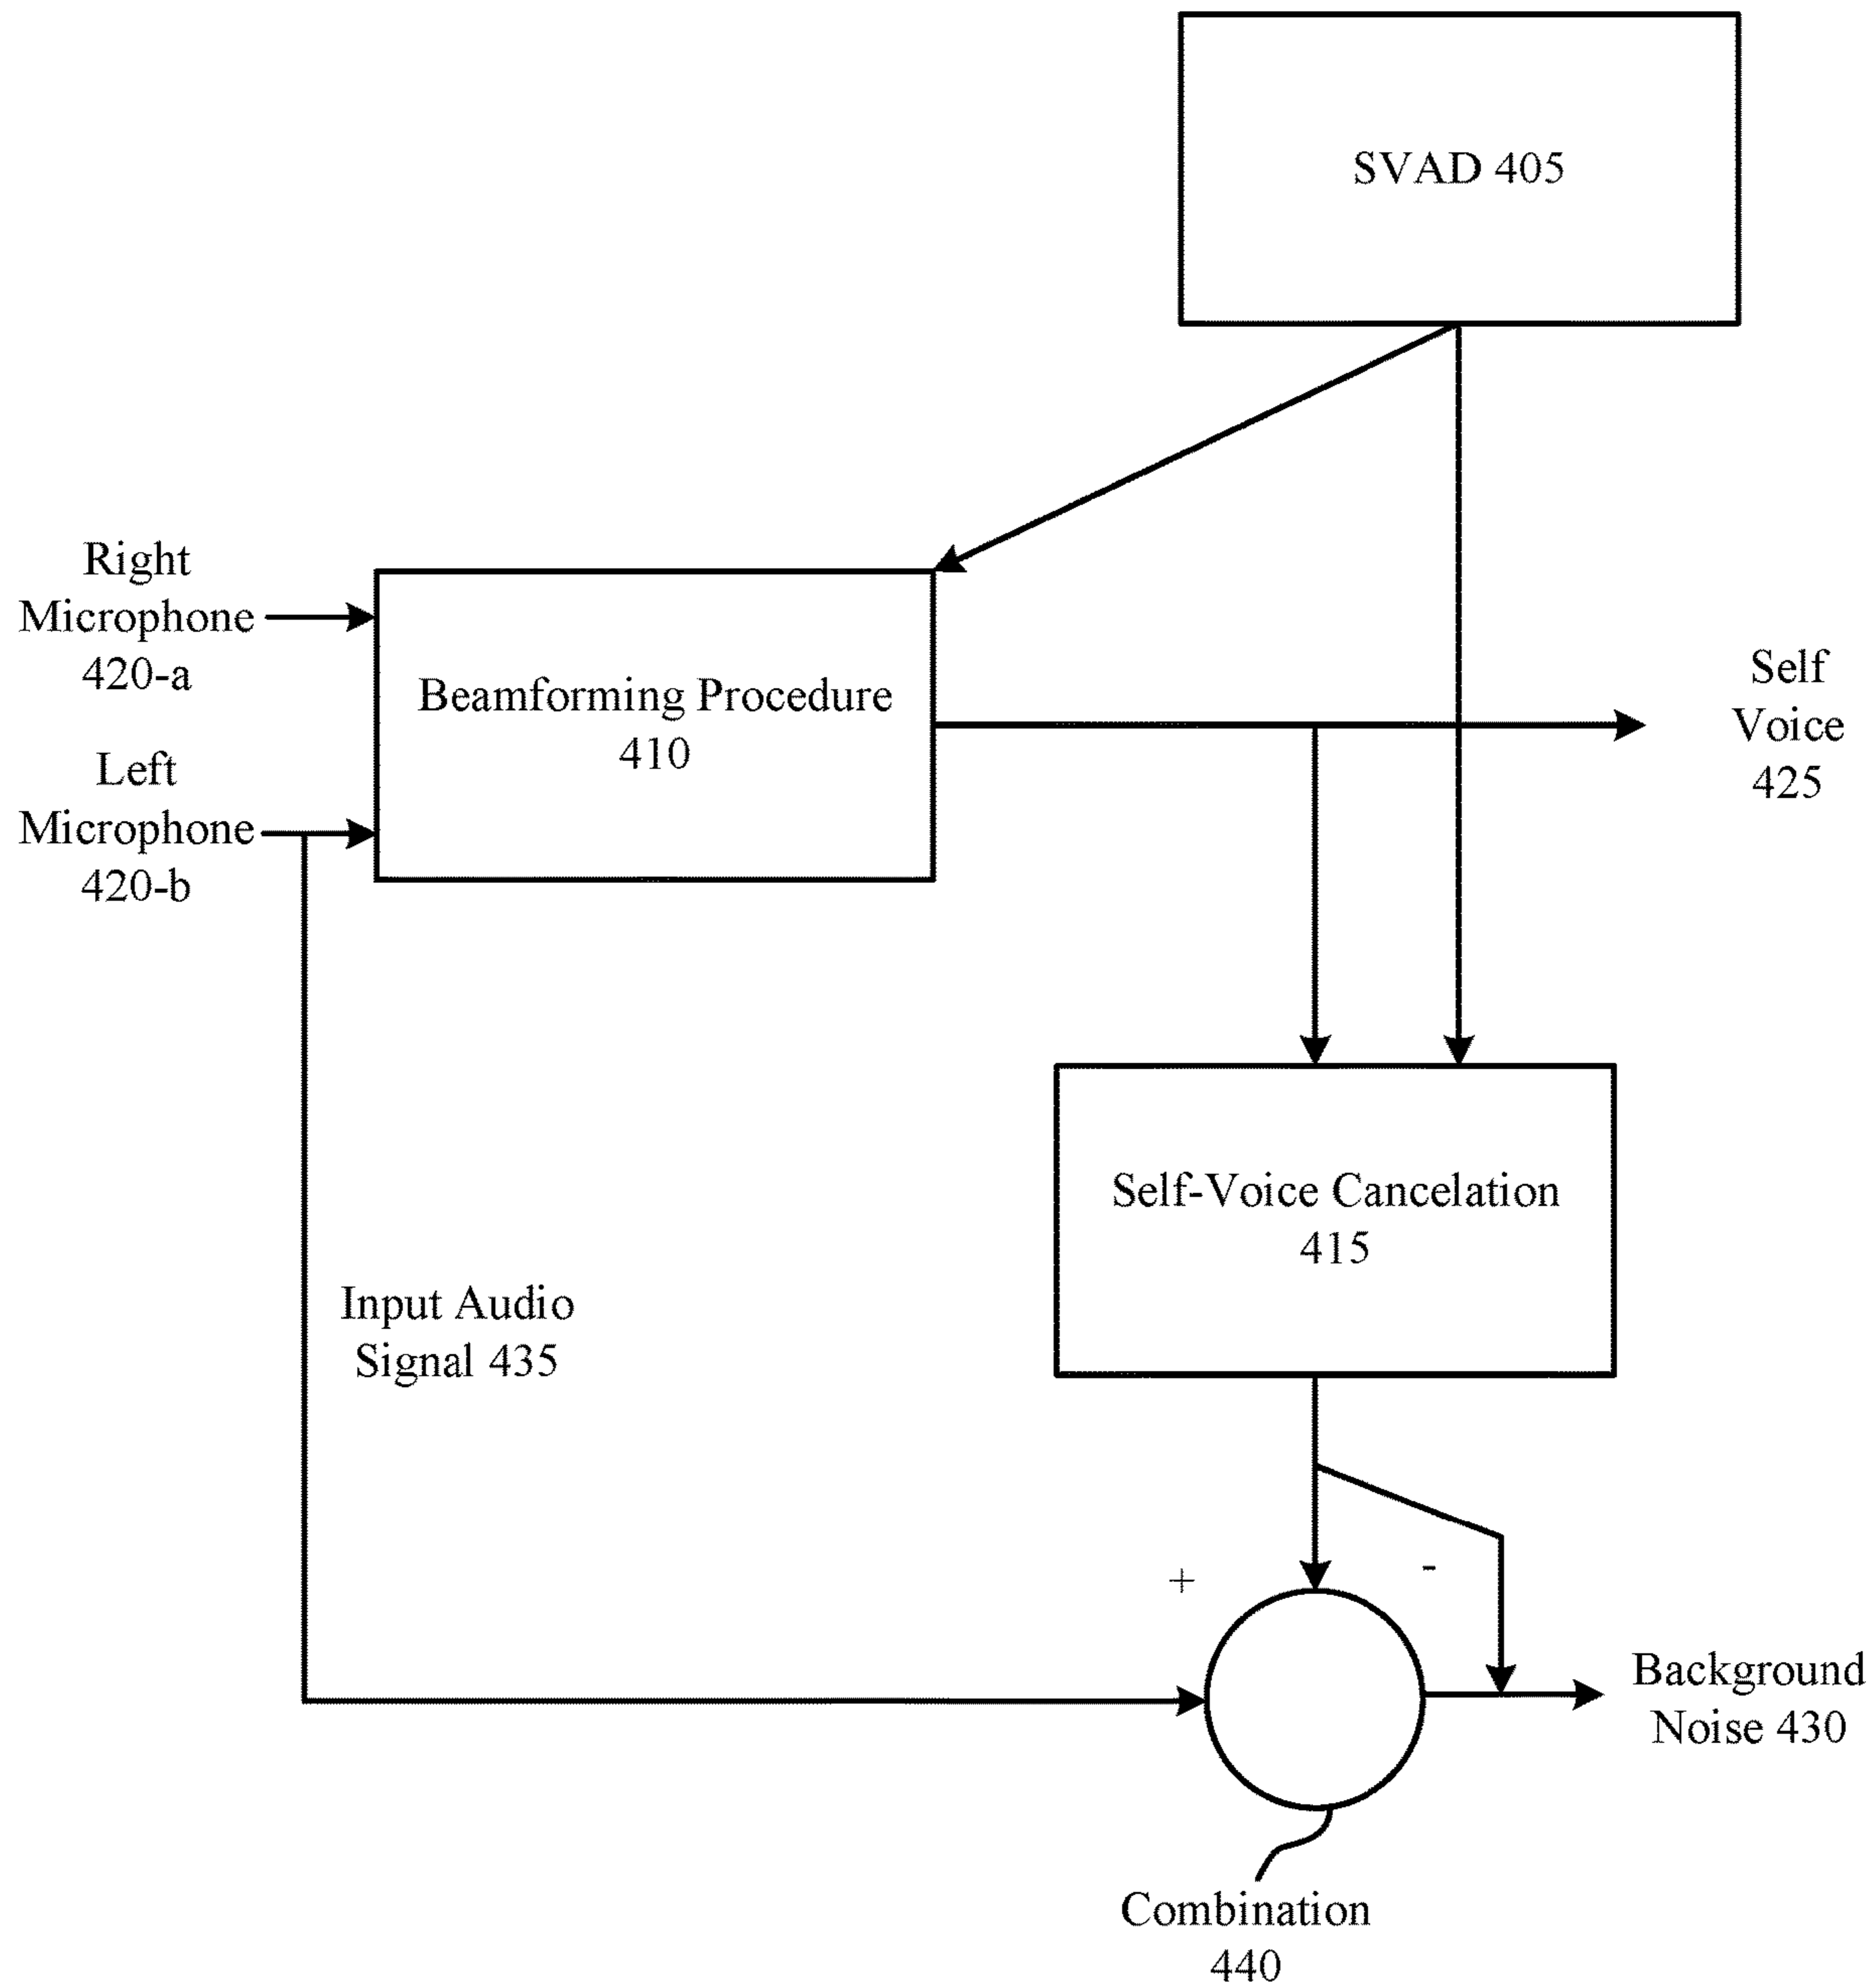 SVAD 405
Right
Microphone
420-a
Beamforming Procedure
410
Self
Voice
425
Left
Microphone
420-b
Self-Voice Cancelation
415
Input Audio
Signal 435
+
-
Background
Noise 430
Combination
440